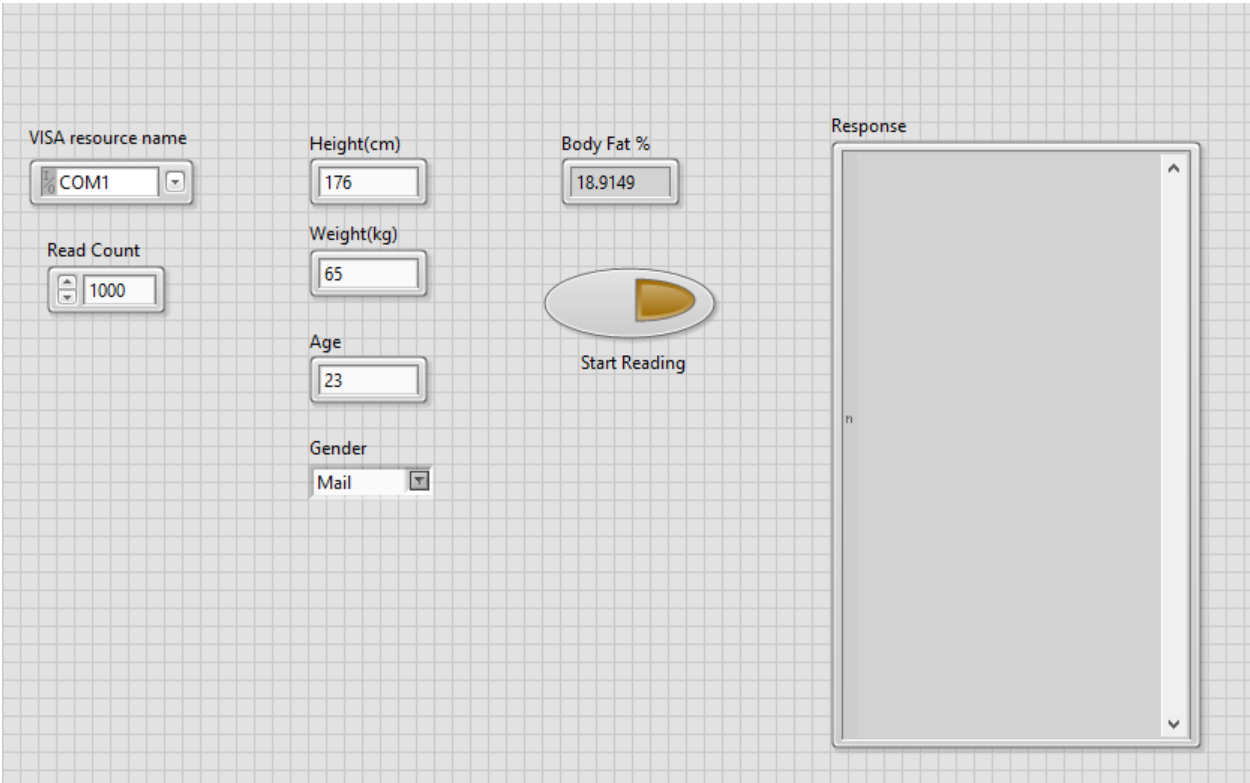 VISA resource name
I/O COM1
Read Count
1000
Height(cm)
176
Weight(kg)
65
Age
23
Gender
Mail
Body Fat %
18.9149
Start Reading
Response
n